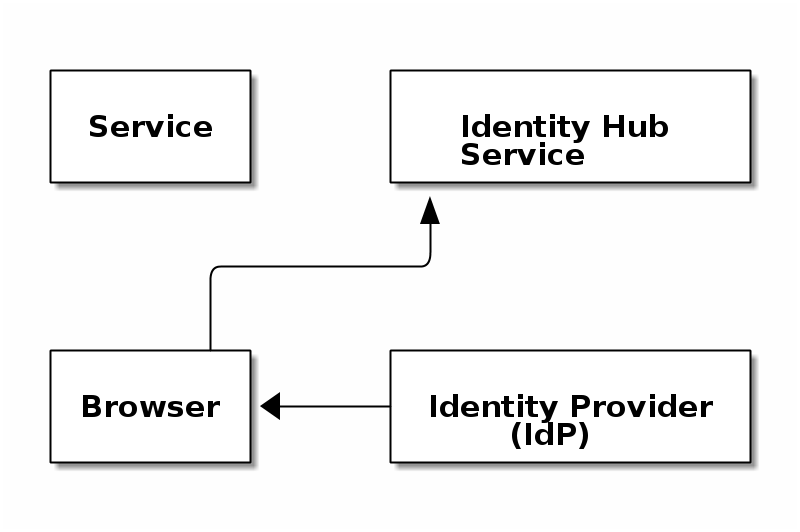 Service
Identity Hub
Service
Browser
Identity Provider
(IdP)